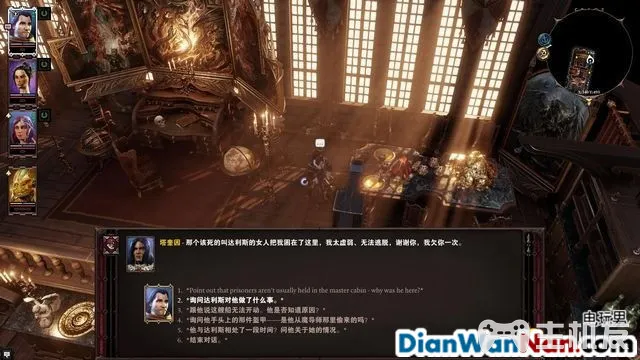 塔奎因 - 那个该死的叫达利斯的女人把我困在了这里，我太虚弱、无法逃脱，谢谢你，我欠你一次。
1. *Point out that prisoners aren't usually held in the master cabin - why was he here?*
2. *询问达利斯对他做了什么事。*
3. *跟他说这艘船无法开动。他是否知道原因？*
4. *询问他手头上的那件盔甲——是他从魔导师那里偷来的吗？*
5. *他与达利斯相处了一段时间？问他关于她的情况。*
6. *结束对话。*
电玩男
DianWanNan.com